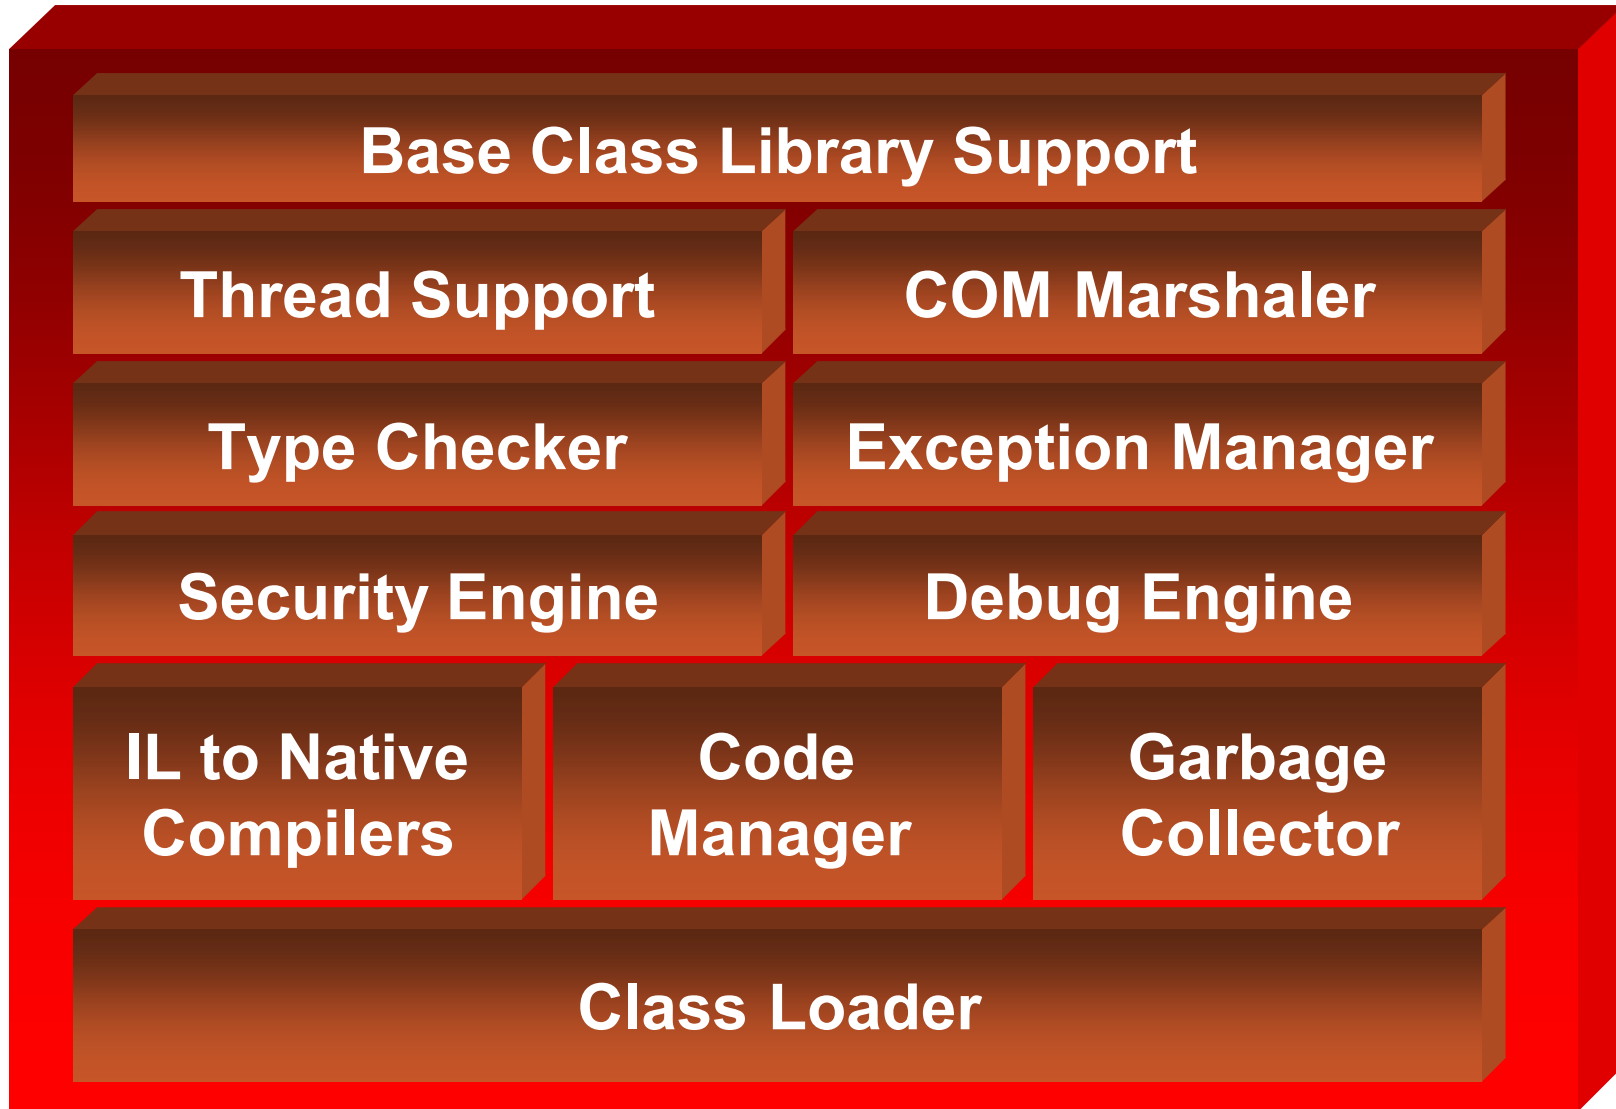 Base Class Library Support
Thread Support
COM Marshaler
Type Checker
Exception Manager
Security Engine
Debug Engine
IL to Native
Compilers
Code
Manager
Garbage
Collector
Class Loader